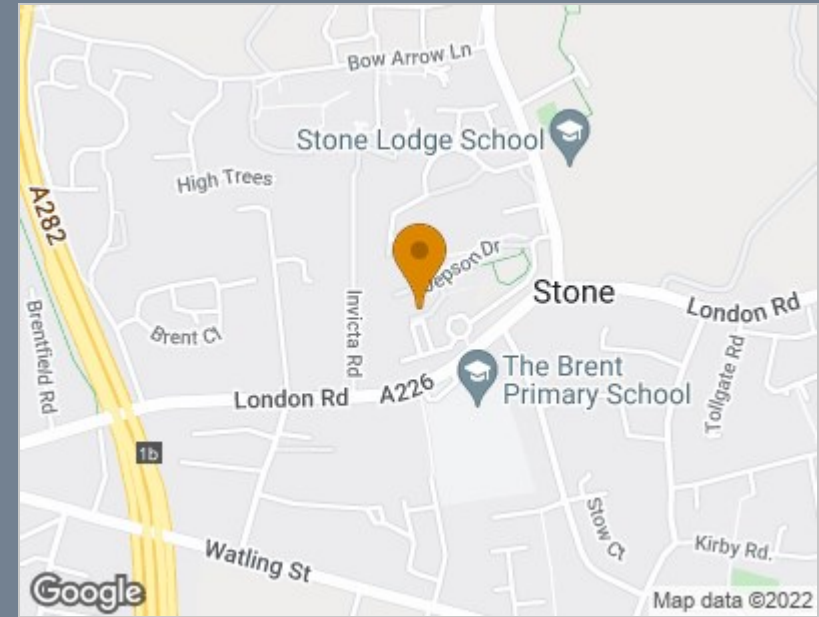 Bow Arrow Ln
Stone Lodge School
High Trees
A282
Jepson Dr
Stone
London Rd
Brentfield Rd
Brent Ct
Invicta Rd
Tollgate Rd
The Brent
Primary School
London Rd
A226
1b
Stow Ct
Kirby Rd.
Watling St
Google
Map data ©2022